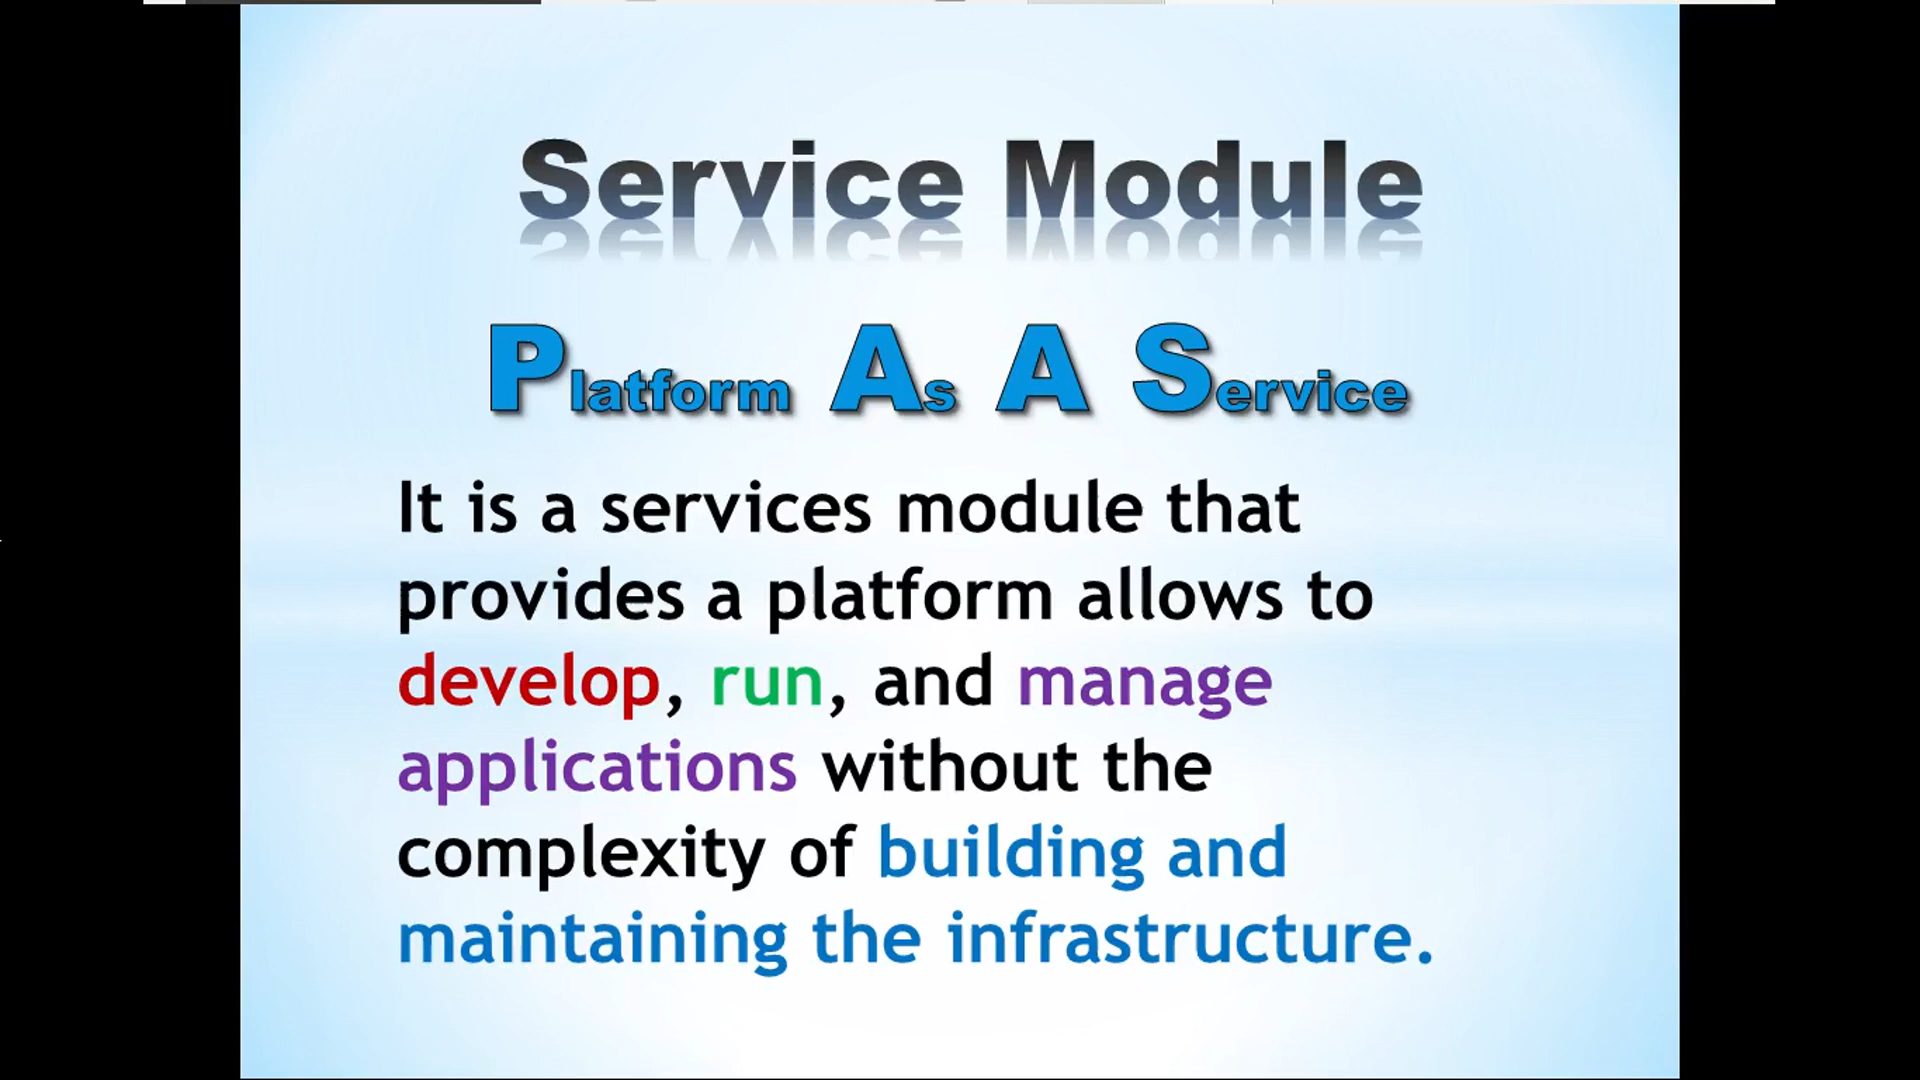 Service Module
Platform As A Service
It is a services module that
provides a platform allows to
develop, run, and manage
applications without the
complexity of building and
maintaining the infrastructure.